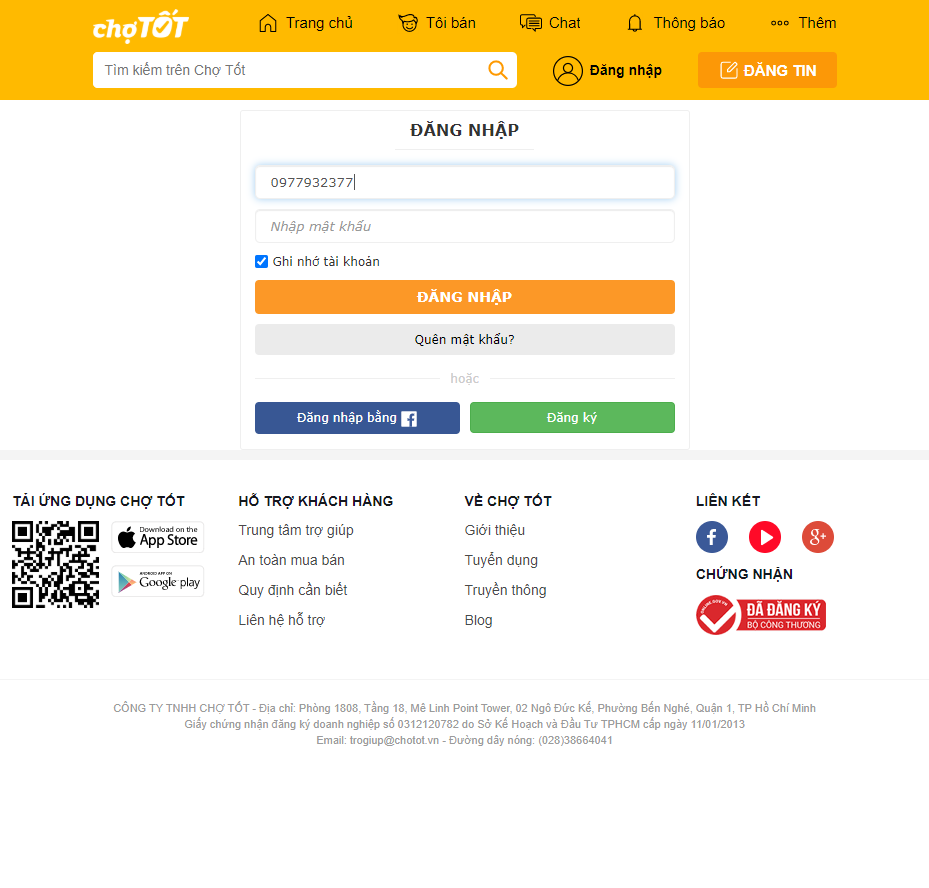 chợTỐT
Trang chủ
Tôi bán
Chat
Thông báo
Thêm
Tìm kiếm trên Chợ Tốt
Đăng nhập
ĐĂNG TIN
ĐĂNG NHẬP
0977932377
Nhập mật khẩu
Ghi nhớ tài khoản
ĐĂNG NHẬP
Quên mật khẩu?
hoặc
Đăng nhập bằng f
Đăng ký
TẢI ỨNG DỤNG CHỢ TỐT
Download on the
App Store
ANDROID APP ON
Google play
HỖ TRỢ KHÁCH HÀNG
Trung tâm trợ giúp
An toàn mua bán
Quy định cần biết
Liên hệ hỗ trợ
VỀ CHỢ TỐT
Giới thiệu
Tuyển dụng
Truyền thông
Blog
LIÊN KẾT
f
g+
CHỨNG NHẬN
ONLINE.GOV.VN
ĐÃ ĐĂNG KÝ
BỘ CÔNG THƯƠNG
CÔNG TY TNHH CHỢ TỐT - Địa chỉ: Phòng 1808, Tầng 18, Mê Linh Point Tower, 02 Ngô Đức Kế, Phường Bến Nghé, Quận 1, TP Hồ Chí Minh
Giấy chứng nhận đăng ký doanh nghiệp số 0312120782 do Sở Kế Hoạch và Đầu Tư TPHCM cấp ngày 11/01/2013
Email: trogiup@chotot.vn - Đường dây nóng: (028)38664041